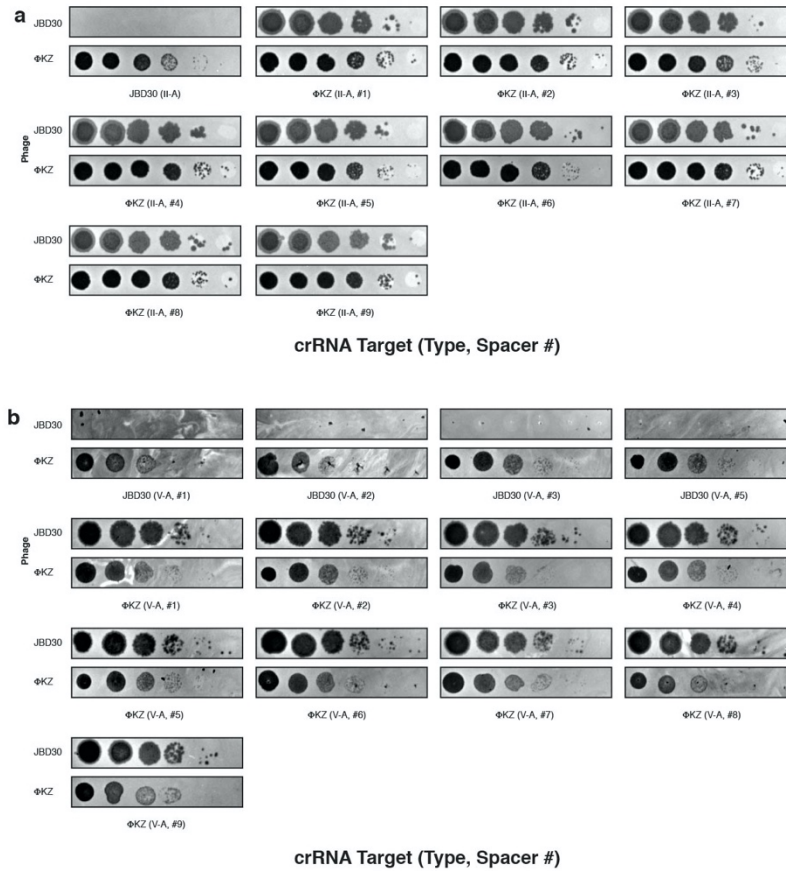 a
JBD30
ΦKZ
JBD30 (II-A)
ΦKZ (II-A, #1)
ΦKZ (II-A, #2)
ΦKZ (II-A, #3)
Phage
JBD30
ΦKZ
ΦKZ (II-A, #4)
ΦKZ (II-A, #5)
ΦKZ (II-A, #6)
ΦKZ (II-A, #7)
JBD30
ΦKZ
ΦKZ (II-A, #8)
ΦKZ (II-A, #9)
crRNA Target (Type, Spacer #)
b
JBD30
ΦKZ
JBD30 (V-A, #1)
JBD30 (V-A, #2)
JBD30 (V-A, #3)
JBD30 (V-A, #5)
Phage
JBD30
ΦKZ
ΦKZ (V-A, #1)
ΦKZ (V-A, #2)
ΦKZ (V-A, #3)
ΦKZ (V-A, #4)
JBD30
ΦKZ
ΦKZ (V-A, #5)
ΦKZ (V-A, #6)
ΦKZ (V-A, #7)
ΦKZ (V-A, #8)
JBD30
ΦKZ
ΦKZ (V-A, #9)
crRNA Target (Type, Spacer #)